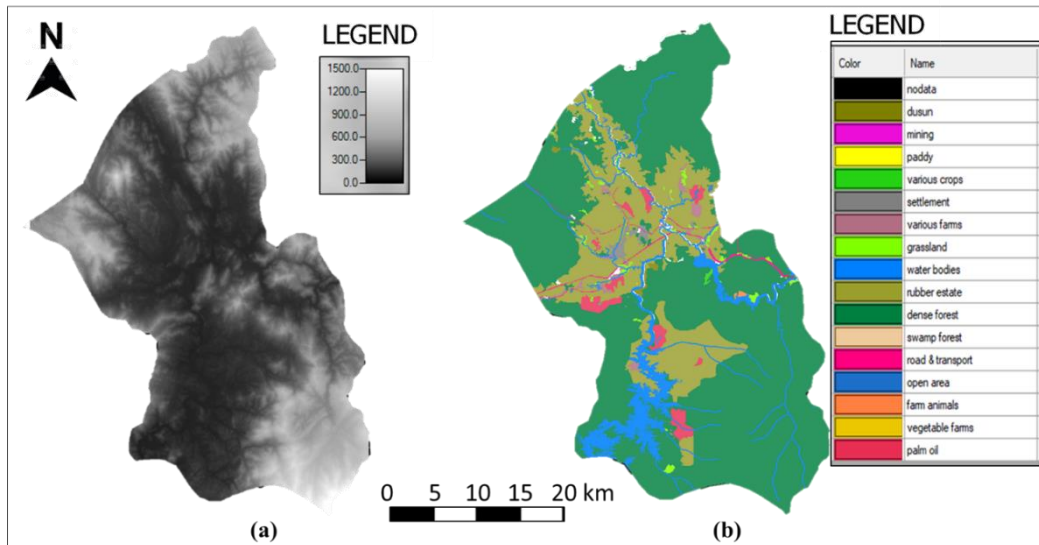 N
LEGEND
1500.0
1200.0
900.0
600.0
300.0
0.0
LEGEND
Color Name
nodata
dusun
mining
paddy
various crops
settlement
various farms
grassland
water bodies
rubber estate
dense forest
swamp forest
road & transport
open area
farm animals
vegetable farms
palm oil
0 5 10 15 20 km
(a) (b)